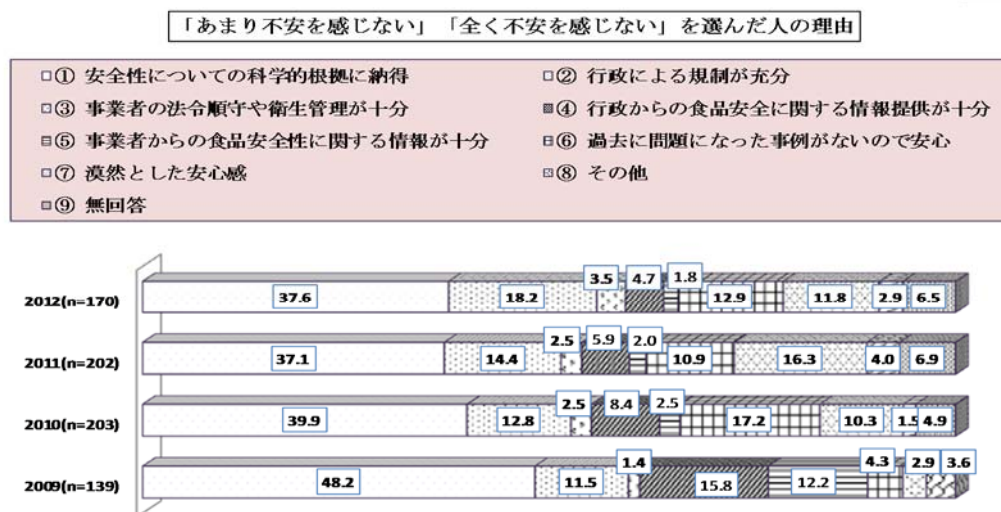 「あまり不安を感じない」「全く不安を感じない」を選んだ人の理由
□① 安全性についての科学的根拠に納得 □② 行政による規制が充分
□③ 事業者の法令順守や衛生管理が十分 ■④ 行政からの食品安全に関する情報提供が十分
□⑤ 事業者からの食品安全性に関する情報が十分 □⑥ 過去に問題になった事例がないので安心
□⑦ 漠然とした安心感 □⑧ その他
□⑨ 無回答
2012(n=170) 37.6 18.2 3.5 4.7 1.8 12.9 11.8 2.9 6.5
2011(n=202) 37.1 14.4 2.5 5.9 2.0 10.9 16.3 4.0 6.9
2010(n=203) 39.9 12.8 2.5 8.4 2.5 17.2 10.3 1.5 4.9
2009(n=139) 48.2 11.5 1.4 15.8 12.2 4.3 2.9 3.6